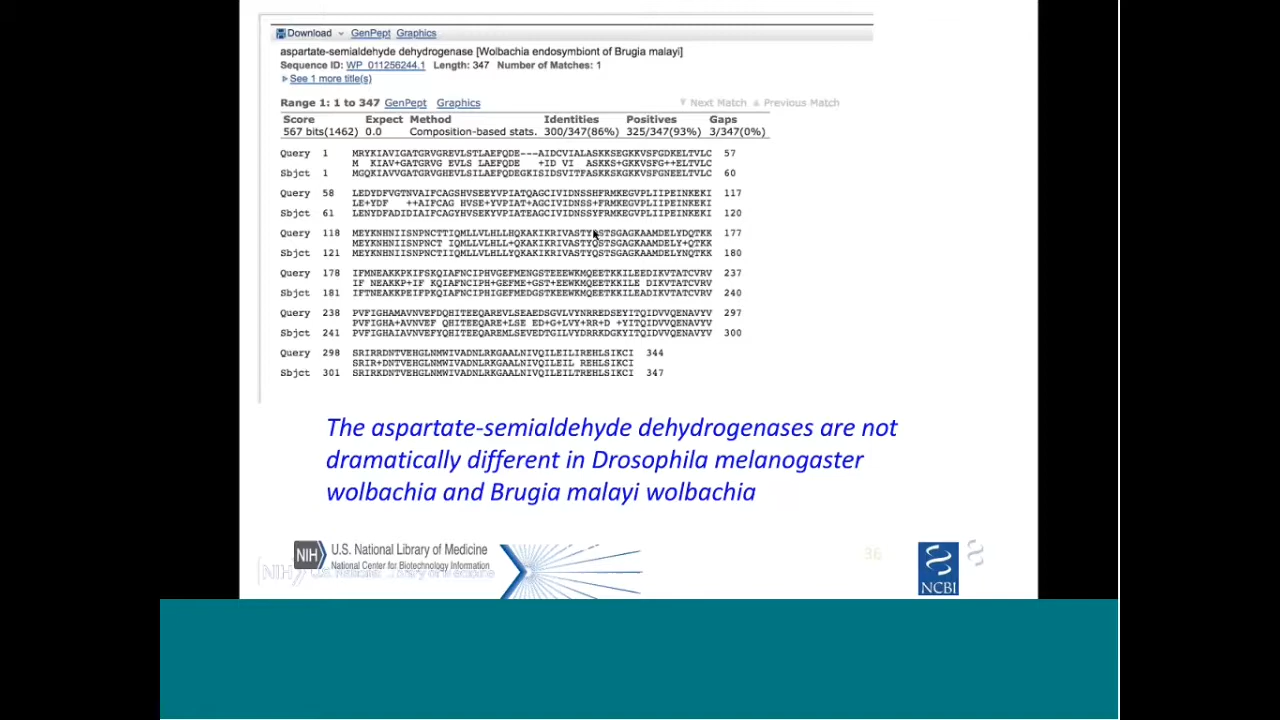 Download GenPept Graphics
aspartate-semialdehyde dehydrogenase [Wolbachia endosymbiont of Brugia malayi]
Sequence ID: WP_011256244.1 Length: 347 Number of Matches: 1
See 1 more title(s)
Range 1: 1 to 347 GenPept Graphics Next Match Previous Match
Score Expect Method Identities Positives Gaps
567 bits(1462) 0.0 Composition-based stats. 300/347(86%) 325/347(93%) 3/347(0%)
Query 1 MRYKIAVIGATGRVGREVLSTLAEFQDE---AIDCVIALASKKSEGKKVSFGDKELTVLC 57
M KIAV+GATGRVG EVLS LAEFQDE +ID VI ASKKS+GKKVSFG++ELTVLC
Sbjct 1 MGQKIAVVGATGRVGHEVLSILAEFQDEGKISIDSVITFASKKSKGKKVSFGNEELTVLC 60
Query 58 LEDYDFVGTNVAIFCAGSHVSEEYVPIATQAGCIVIDNSSHFRMKEGVPLIIPEINKEKI 117
LE+YDF ++AIFCAG HVSE+YVPIAT+AGCIVIDNSS+FRMKEGVPLIIPEINKEKI
Sbjct 61 LENYDFADIDIAIFCAGYHVSEKYVPIATEAGCIVIDNSSYFRMKEGVPLIIPEINKEKI 120
Query 118 MEYKNHNIISNPNCTTIQMLLVLHLLHQKAKIKRIVASTYQSTSGAGKAAMDELYDQTKK 177
MEYKNHNIISNPNCT IQMLLVLHLL+QKAKIKRIVASTYQSTSGAGKAAMDELY+QTKK
Sbjct 121 MEYKNHNIISNPNCTIIQMLLVLHLLYQKAKIKRIVASTYQSTSGAGKAAMDELYNQTKK 180
Query 178 IFMNEAKKPKIFSKQIAFNCIPHVGEFMENGSTEEEWKMQEETKKILEEDIKVTATCVRV 237
IF NEAKKP+IF KQIAFNCIPH+GEFME+GST+EEWKMQEETKKILE DIKVTATCVRV
Sbjct 181 IFTNEAKKPEIFPKQIAFNCIPHIGEFMEDGSTKEEWKMQEETKKILEADIKVTATCVRV 240
Query 238 PVFIGHAMAVNVEFDQHITEEQAREVLSEAEDSGVLVYNRREDSEYITQIDVVQENAVYV 297
PVFIGHA+AVNVEF QHITEEQARE+LSE ED+G+LVY+RR+D +YITQIDVVQENAVYV
Sbjct 241 PVFIGHAIAVNVEFYQHITEEQAREMLSEVEDTGILVYDRRKDGKYITQIDVVQENAVYV 300
Query 298 SRIRRDNTVEHGLNMWIVADNLRKGAALNIVQILEILIREHLSIKCI 344
SRIR+DNTVEHGLNMWIVADNLRKGAALNIVQILEIL REHLSIKCI
Sbjct 301 SRIRKDNTVEHGLNMWIVADNLRKGAALNIVQILEILTREHLSIKCI 347
The aspartate-semialdehyde dehydrogenases are not
dramatically different in Drosophila melanogaster
wolbachia and Brugia malayi wolbachia
NIH U.S. National Library of Medicine
National Center for Biotechnology Information
36
NCBI